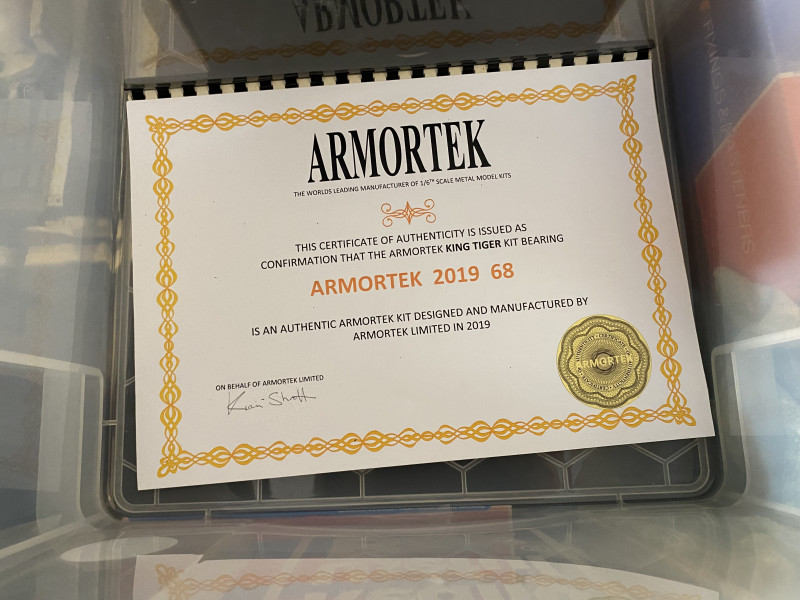 ARMORTEK
THE WORLDS LEADING MANUFACTURER OF 1/6TH SCALE METAL MODEL KITS
THIS CERTIFICATE OF AUTHENTICITY IS ISSUED AS
CONFIRMATION THAT THE ARMORTEK KING TIGER KIT BEARING
ARMORTEK 2019 68
IS AN AUTHENTIC ARMORTEK KIT DESIGNED AND MANUFACTURED BY
ARMORTEK LIMITED IN 2019
ARMORTEK
ON BEHALF OF ARMORTEK LIMITED